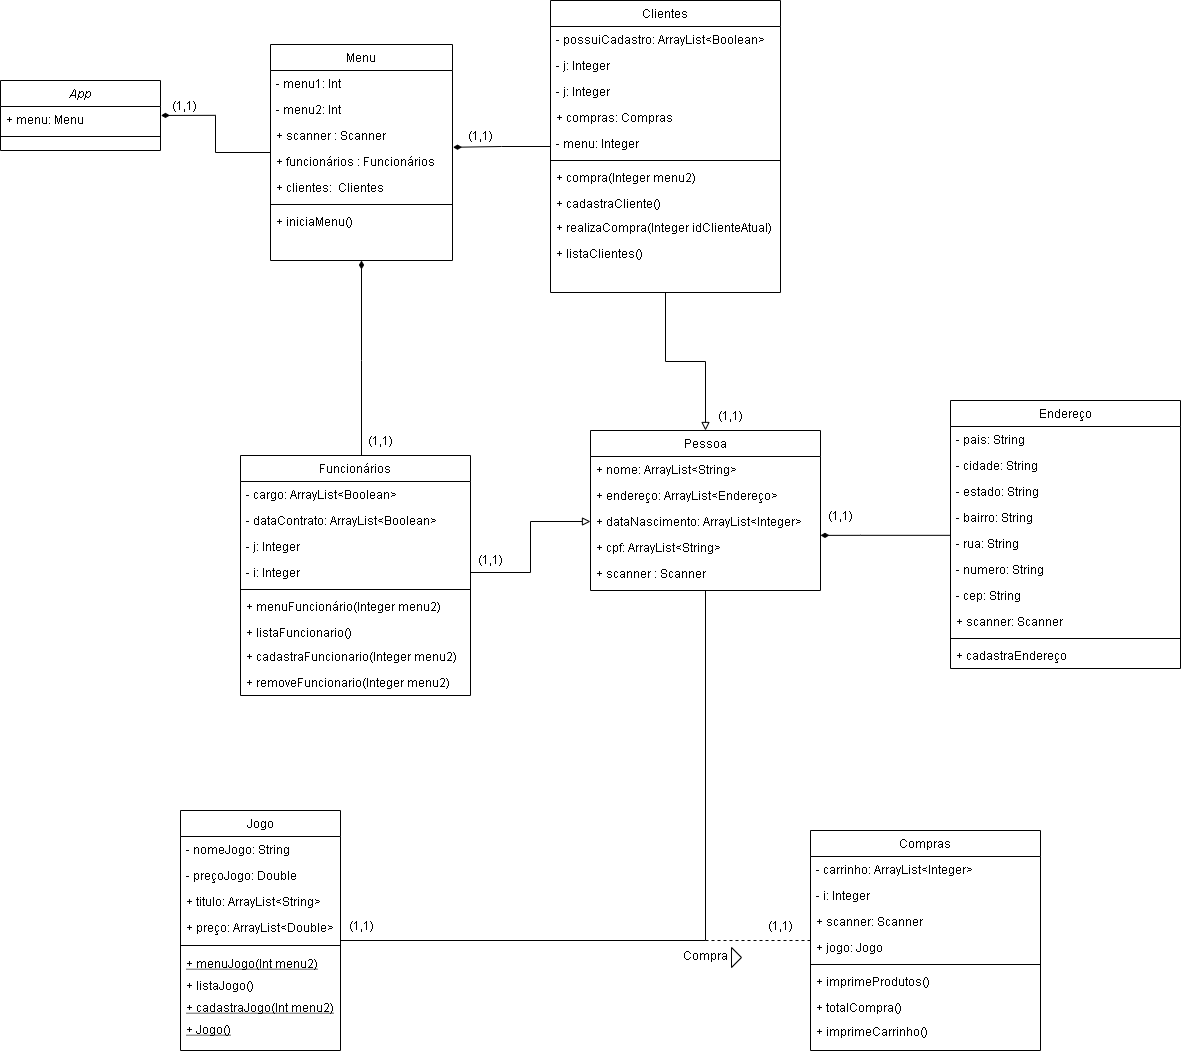 App
+ menu: Menu
(1,1)
Menu
- menu1: Int
- menu2: Int
+ scanner : Scanner
+ funcionários : Funcionários
+ clientes:  Clientes
+ iniciaMenu()
(1,1)
Clientes
- possuiCadastro: ArrayList<Boolean>
- j: Integer
- j: Integer
+ compras: Compras
- menu: Integer
+ compra(Integer menu2)
+ cadastraCliente()
+ realizaCompra(Integer idClienteAtual)
+ listaClientes()
(1,1)
Funcionários
- cargo: ArrayList<Boolean>
- dataContrato: ArrayList<Boolean>
- j: Integer
- i: Integer
+ menuFuncionário(Integer menu2)
+ listaFuncionario()
+ cadastraFuncionario(Integer menu2)
+ removeFuncionario(Integer menu2)
(1,1)
(1,1)
Pessoa
+ nome: ArrayList<String>
+ endereço: ArrayList<Endereço>
+ dataNascimento: ArrayList<Integer>
+ cpf: ArrayList<String>
+ scanner : Scanner
(1,1)
Endereço
- pais: String
- cidade: String
- estado: String
- bairro: String
- rua: String
- numero: String
- cep: String
+ scanner: Scanner
+ cadastraEndereço
Jogo
- nomeJogo: String
- preçoJogo: Double
+ titulo: ArrayList<String>
+ preço: ArrayList<Double>
+ menuJogo(Int menu2)
+ listaJogo()
+ cadastraJogo(Int menu2)
+ Jogo()
(1,1)
Compra
(1,1)
Compras
- carrinho: ArrayList<Integer>
- i: Integer
+ scanner: Scanner
+ jogo: Jogo
+ imprimeProdutos()
+ totalCompra()
+ imprimeCarrinho()